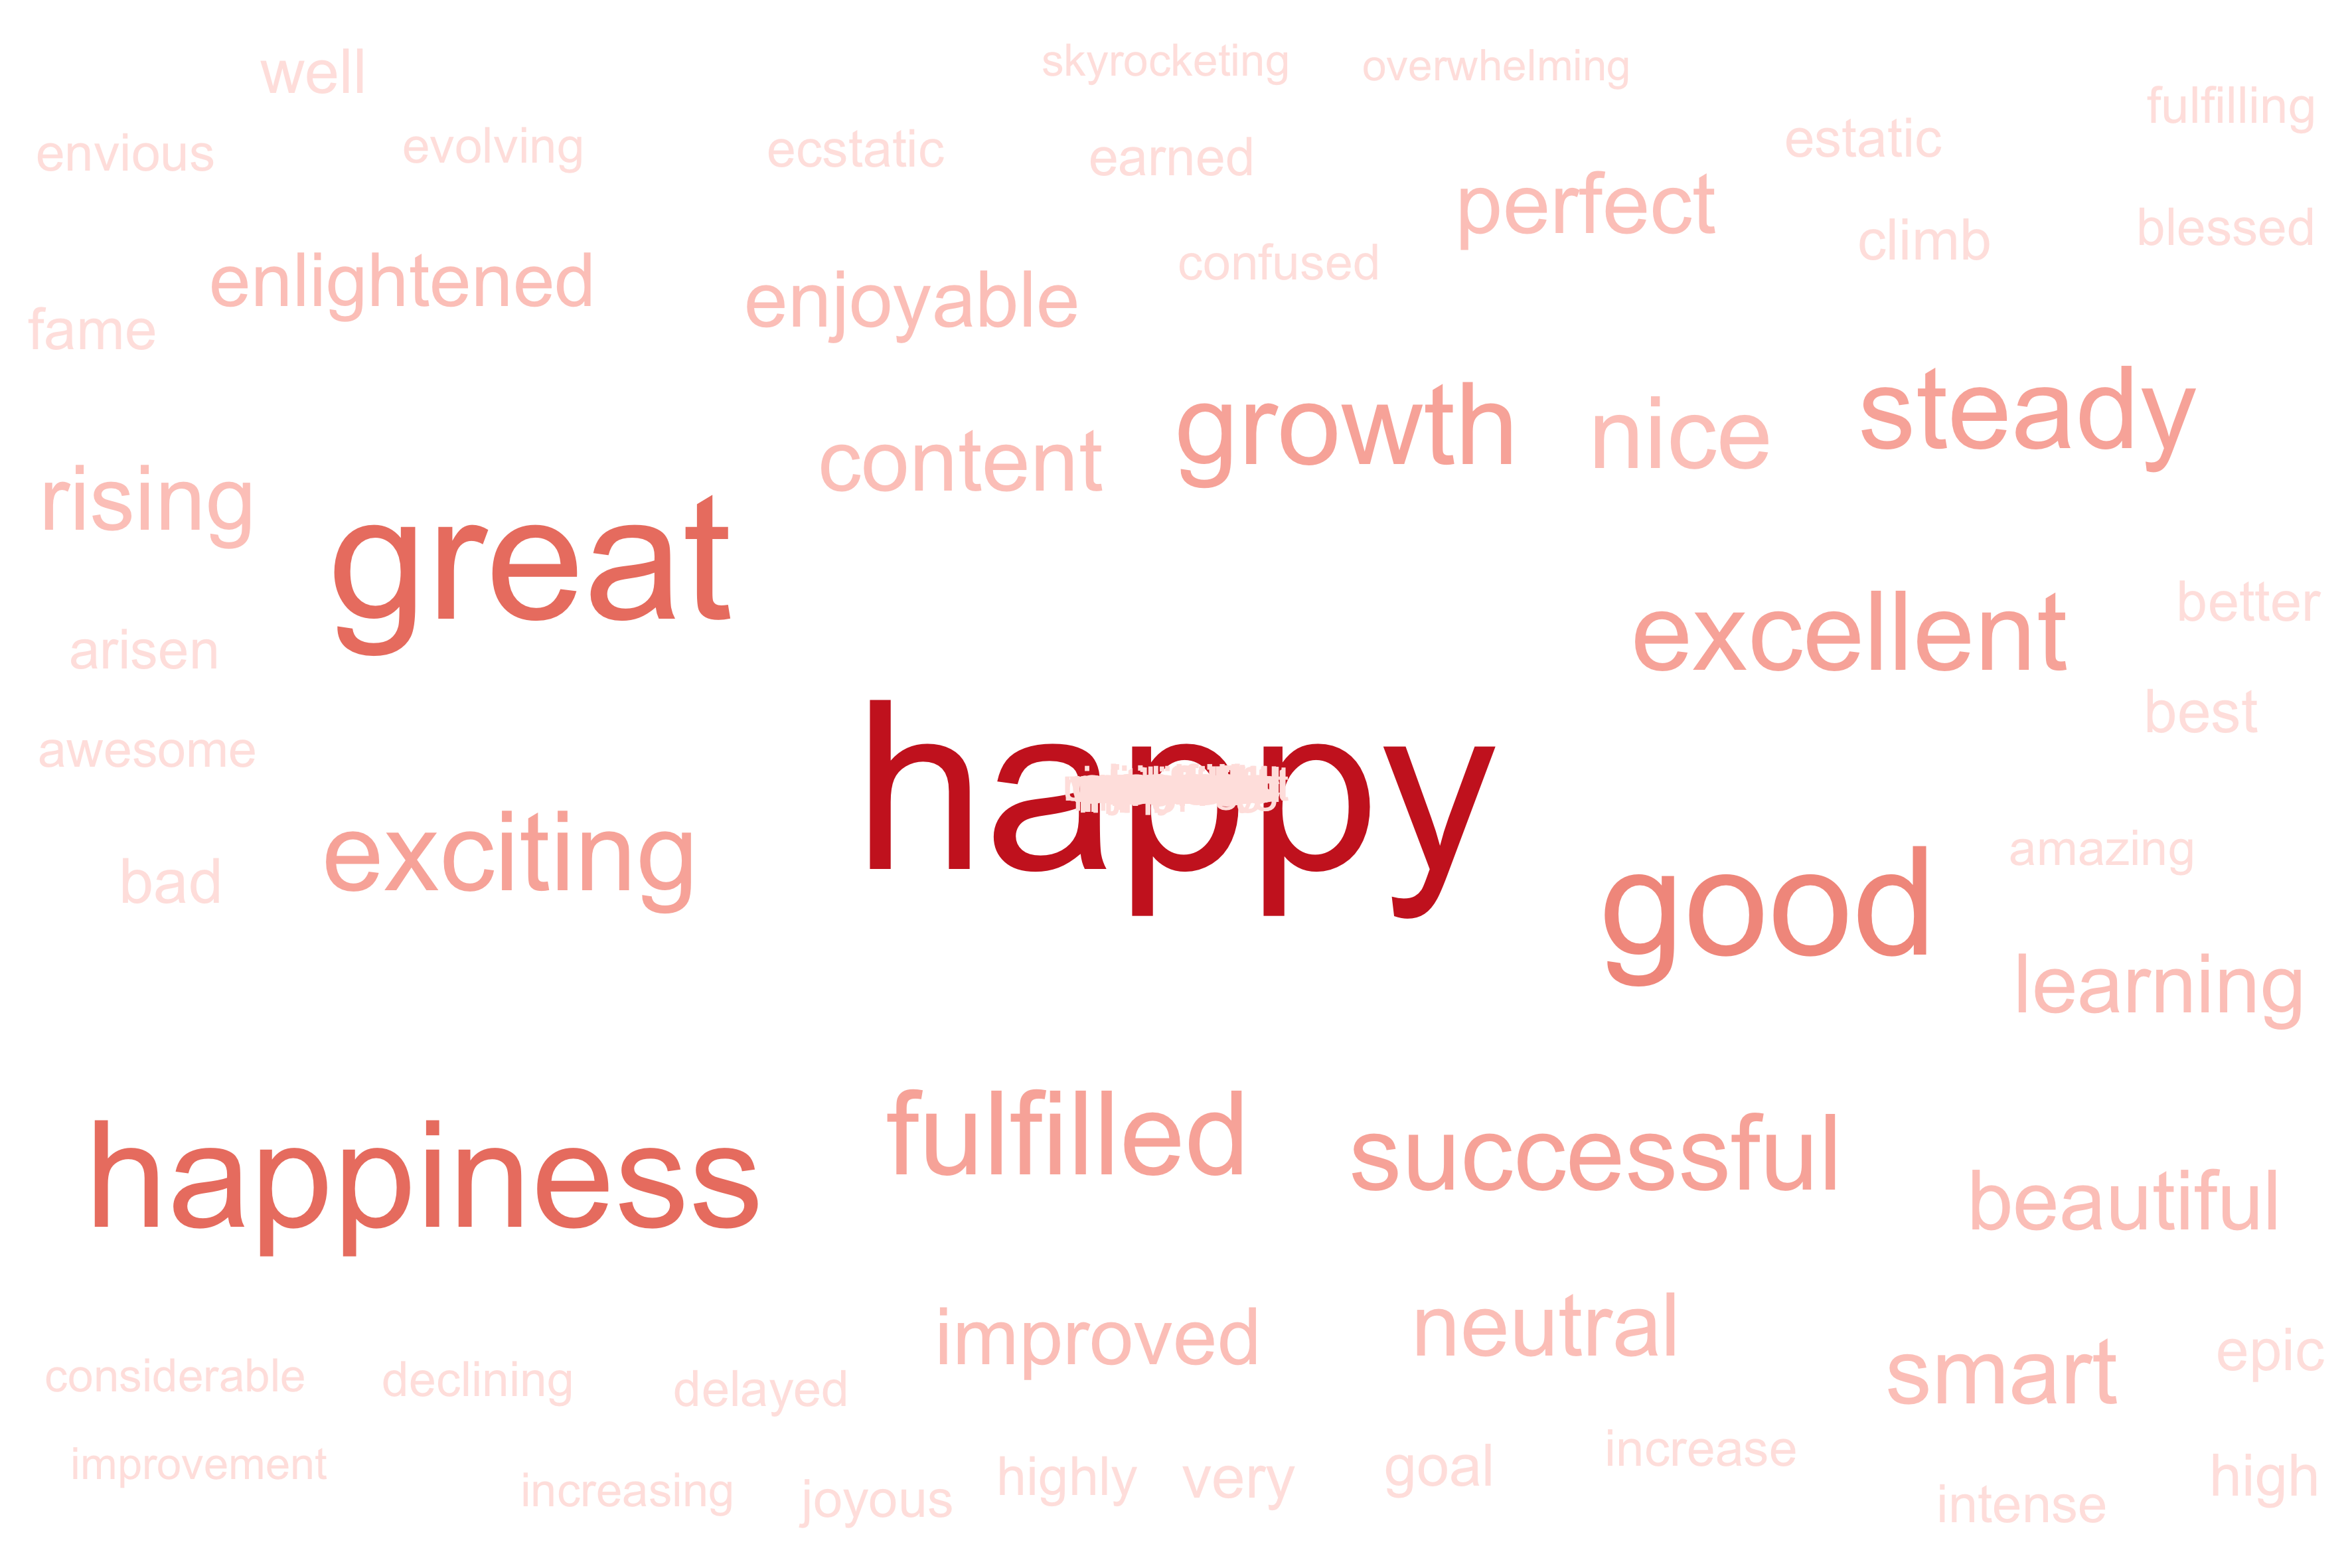 well
skyrocketing
overwhelming
fulfilling
envious
evolving
ecstatic
earned
estatic
perfect
climb
blessed
enlightened
enjoyable
confused
fame
growth
nice
steady
content
rising
great
excellent
better
arisen
best
awesome
happy
exciting
bad
good
amazing
learning
happiness
fulfilled
successful
beautiful
improved
neutral
smart
epic
considerable
declining
delayed
improvement
increasing
joyous
highly
very
goal
increase
intense
high